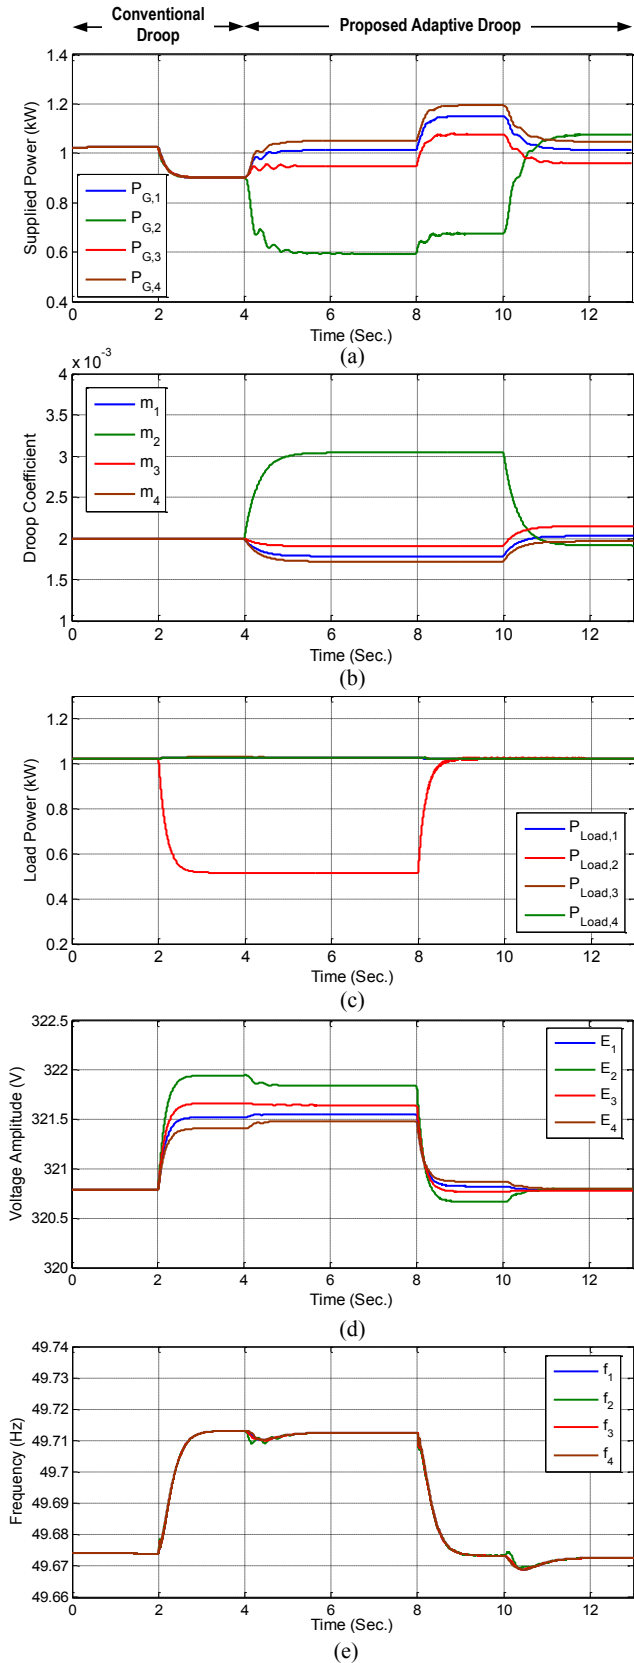 Conventional Droop
Proposed Adaptive Droop
1.4
1.2
1
0.8
0.6
0.4
Supplied Power (kW)
P_G,1
P_G,2
P_G,3
P_G,4
0 2 4 6 8 10 12
Time (Sec.)
(a)
x 10^-3
4
3.5
3
2.5
2
1.5
1
Droop Coefficient
m_1
m_2
m_3
m_4
0 2 4 6 8 10 12
Time (Sec.)
(b)
1.2
1
0.8
0.6
0.4
0.2
Load Power (kW)
P_Load,1
P_Load,2
P_Load,3
P_Load,4
0 2 4 6 8 10 12
Time (Sec.)
(c)
322.5
322
321.5
321
320.5
320
Voltage Amplitude (V)
E_1
E_2
E_3
E_4
0 2 4 6 8 10 12
Time (Sec.)
(d)
49.74
49.73
49.72
49.71
49.7
49.69
49.68
49.67
49.66
Frequency (Hz)
f_1
f_2
f_3
f_4
0 2 4 6 8 10 12
Time (Sec.)
(e)